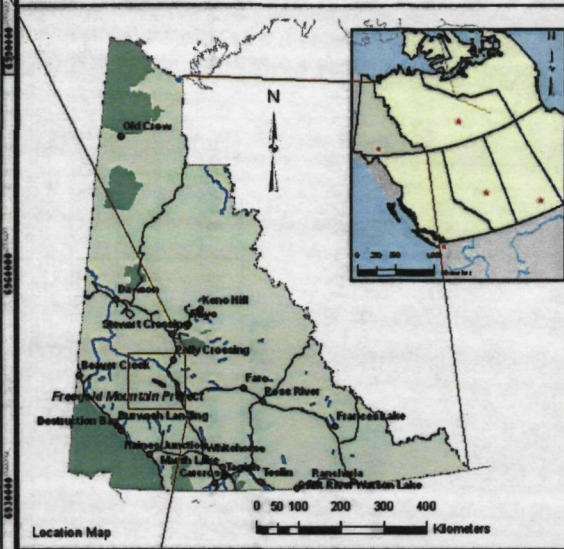 N
Old Crow
Dawson
Keno Hill
Mayo
Stewart Crossing
Pelly Crossing
Beaver Creek
Faro
Ross River
Freegold Mountain Project
Frances Lake
Burwash Landing
Destruction Bay
Haines Junction
Whitehorse
Marsh Lake
Tagish
Teslin
Carcross
Rancheria
Watson Lake
0 50 100 200 300 400
Kilometers
Location Map